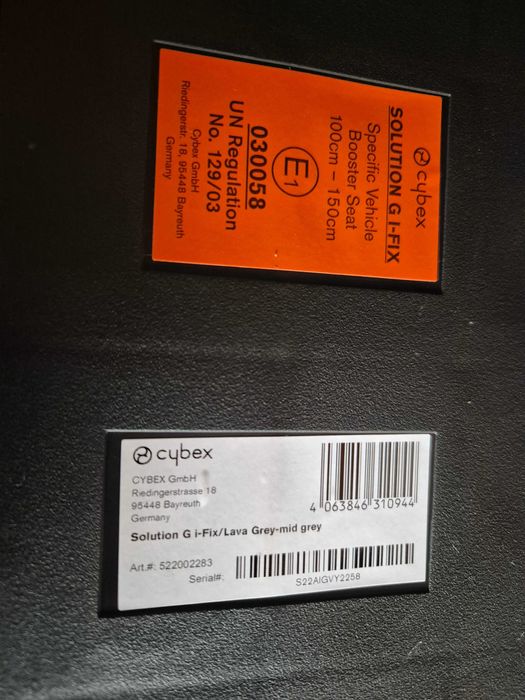 cybex
SOLUTION G I-FIX
Specific Vehicle
Booster Seat
100cm – 150cm
E1
030058
UN Regulation
No. 129/03
Cybex GmbH
Riedingerstr. 18, 95448 Bayreuth
Germany
cybex
CYBEX GmbH
Riedingerstrasse 18
95448 Bayreuth
Germany
4 063846 310944
Solution G i-Fix/Lava Grey-mid grey
Art.#: 522002283
Serial#:
S22AIGVY2258